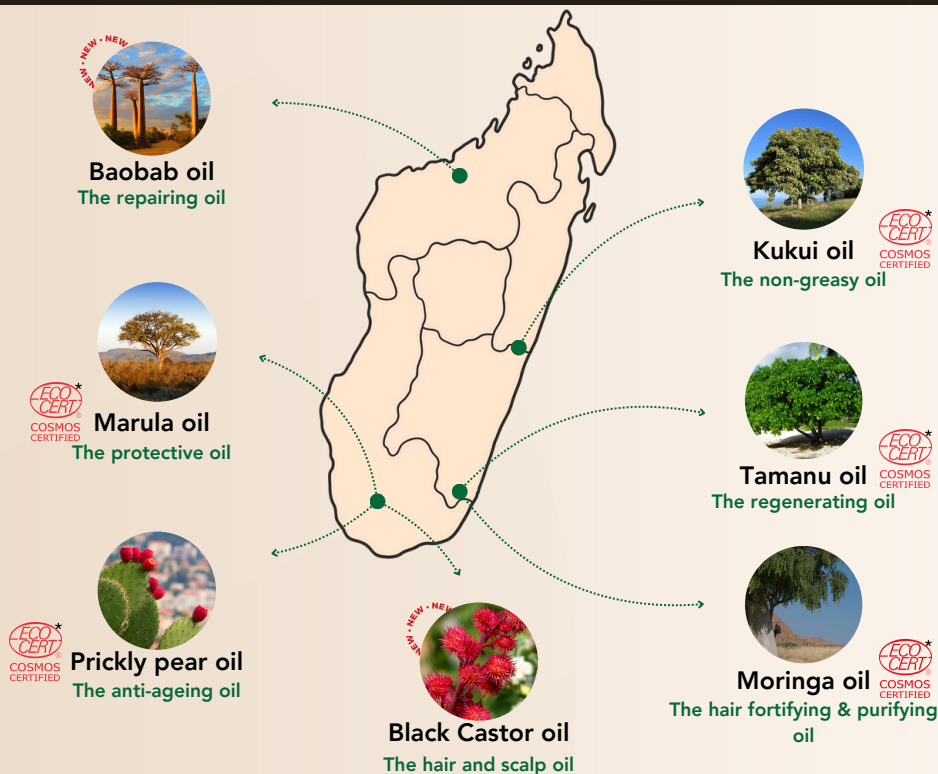 NEW • NEW • NEW
Baobab oil
The repairing oil
Kukui oil
The non-greasy oil
ECO
CERT
®
*
COSMOS
CERTIFIED
Marula oil
The protective oil
ECO
CERT
®
*
COSMOS
CERTIFIED
Tamanu oil
The regenerating oil
ECO
CERT
®
*
COSMOS
CERTIFIED
Prickly pear oil
The anti-ageing oil
ECO
CERT
®
*
COSMOS
CERTIFIED
NEW • NEW • NEW
Black Castor oil
The hair and scalp oil
Moringa oil
The hair fortifying & purifying
oil
ECO
CERT
®
*
COSMOS
CERTIFIED